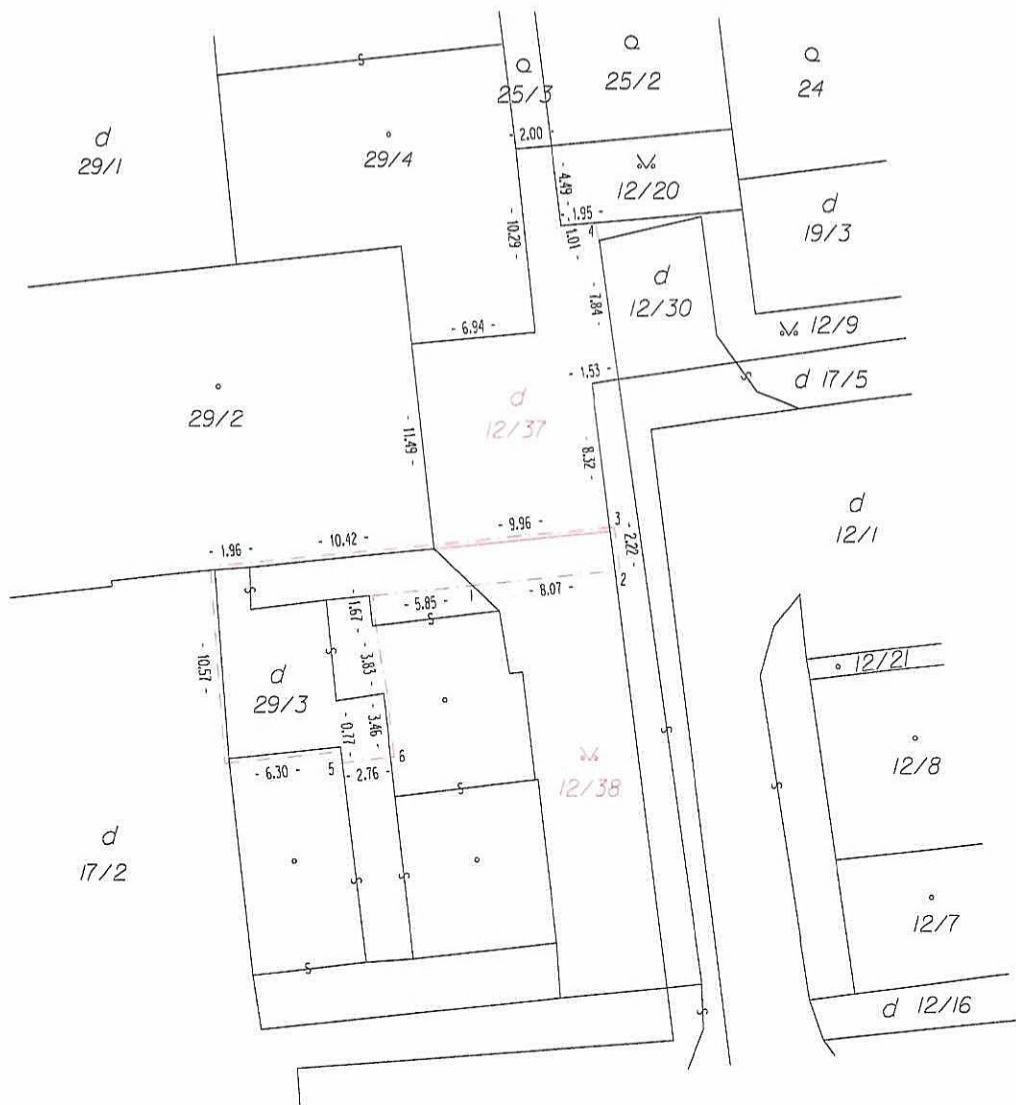 25/3
25/2
24
d
29/1
29/4
- 2.00 -
12/20
- 4.49 -
- 1.95 -
d
19/3
- 10.29 -
- 1.01 -
4
d
12/30
- 7.84 -
- 6.94 -
12/9
- 1.53 -
d 17/5
29/2
d
12/37
- 11.49 -
- 8.32 -
d
12/1
- 9.96 -
3
- 1.96 -
- 10.42 -
- 2.22 -
2
- 1.67 -
- 5.85 -
1
- 8.07 -
- 10.57 -
d
29/3
- 3.83 -
12/21
- 3.46 -
- 0.77 -
6
- 6.30 -
5
- 2.76 -
12/38
12/8
d
17/2
12/7
d 12/16